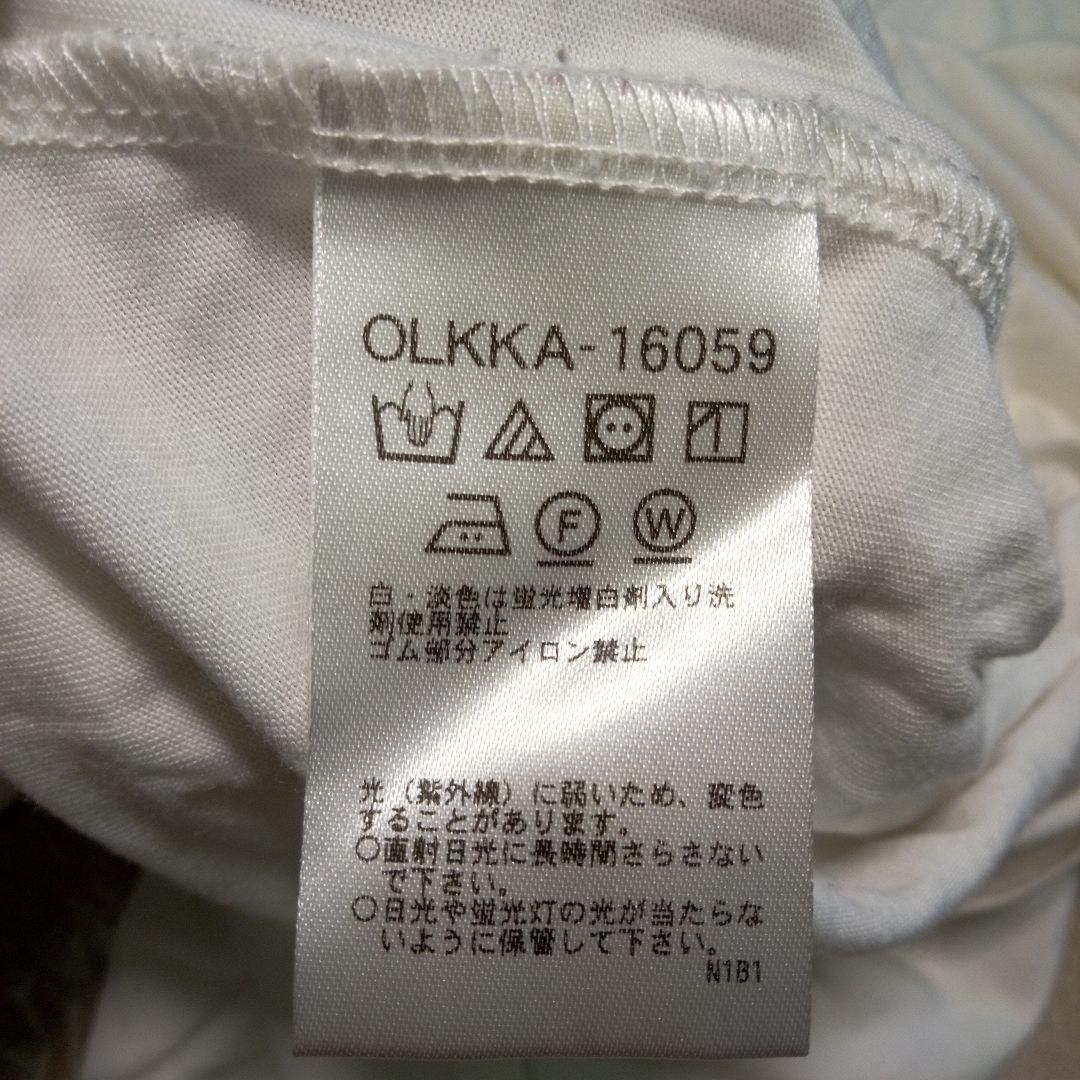 OLKKA-16059
F W
白・淡色は蛍光増白剤入り洗
剤使用禁止
ゴム部分アイロン禁止
光（紫外線）に弱いため、変色
することがあります。
○直射日光に長時間さらさない
で下さい。
○日光や蛍光灯の光が当たらな
いように保管して下さい。
N1B1